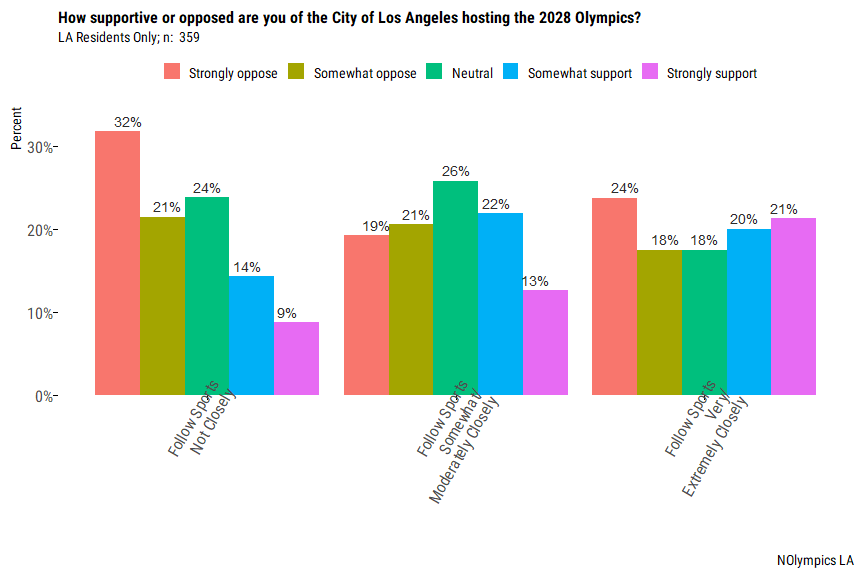 How supportive or opposed are you of the City of Los Angeles hosting the 2028 Olympics?
LA Residents Only; n:  359
Strongly oppose
Somewhat oppose
Neutral
Somewhat support
Strongly support
Percent
30%
20%
10%
0%
32%
21%
24%
14%
9%
19%
21%
26%
22%
13%
24%
18%
18%
20%
21%
Follow Sports
Not Closely
Follow Sports
Somewhat/
Moderately Closely
Follow Sports
Very/
Extremely Closely
NOlympics LA